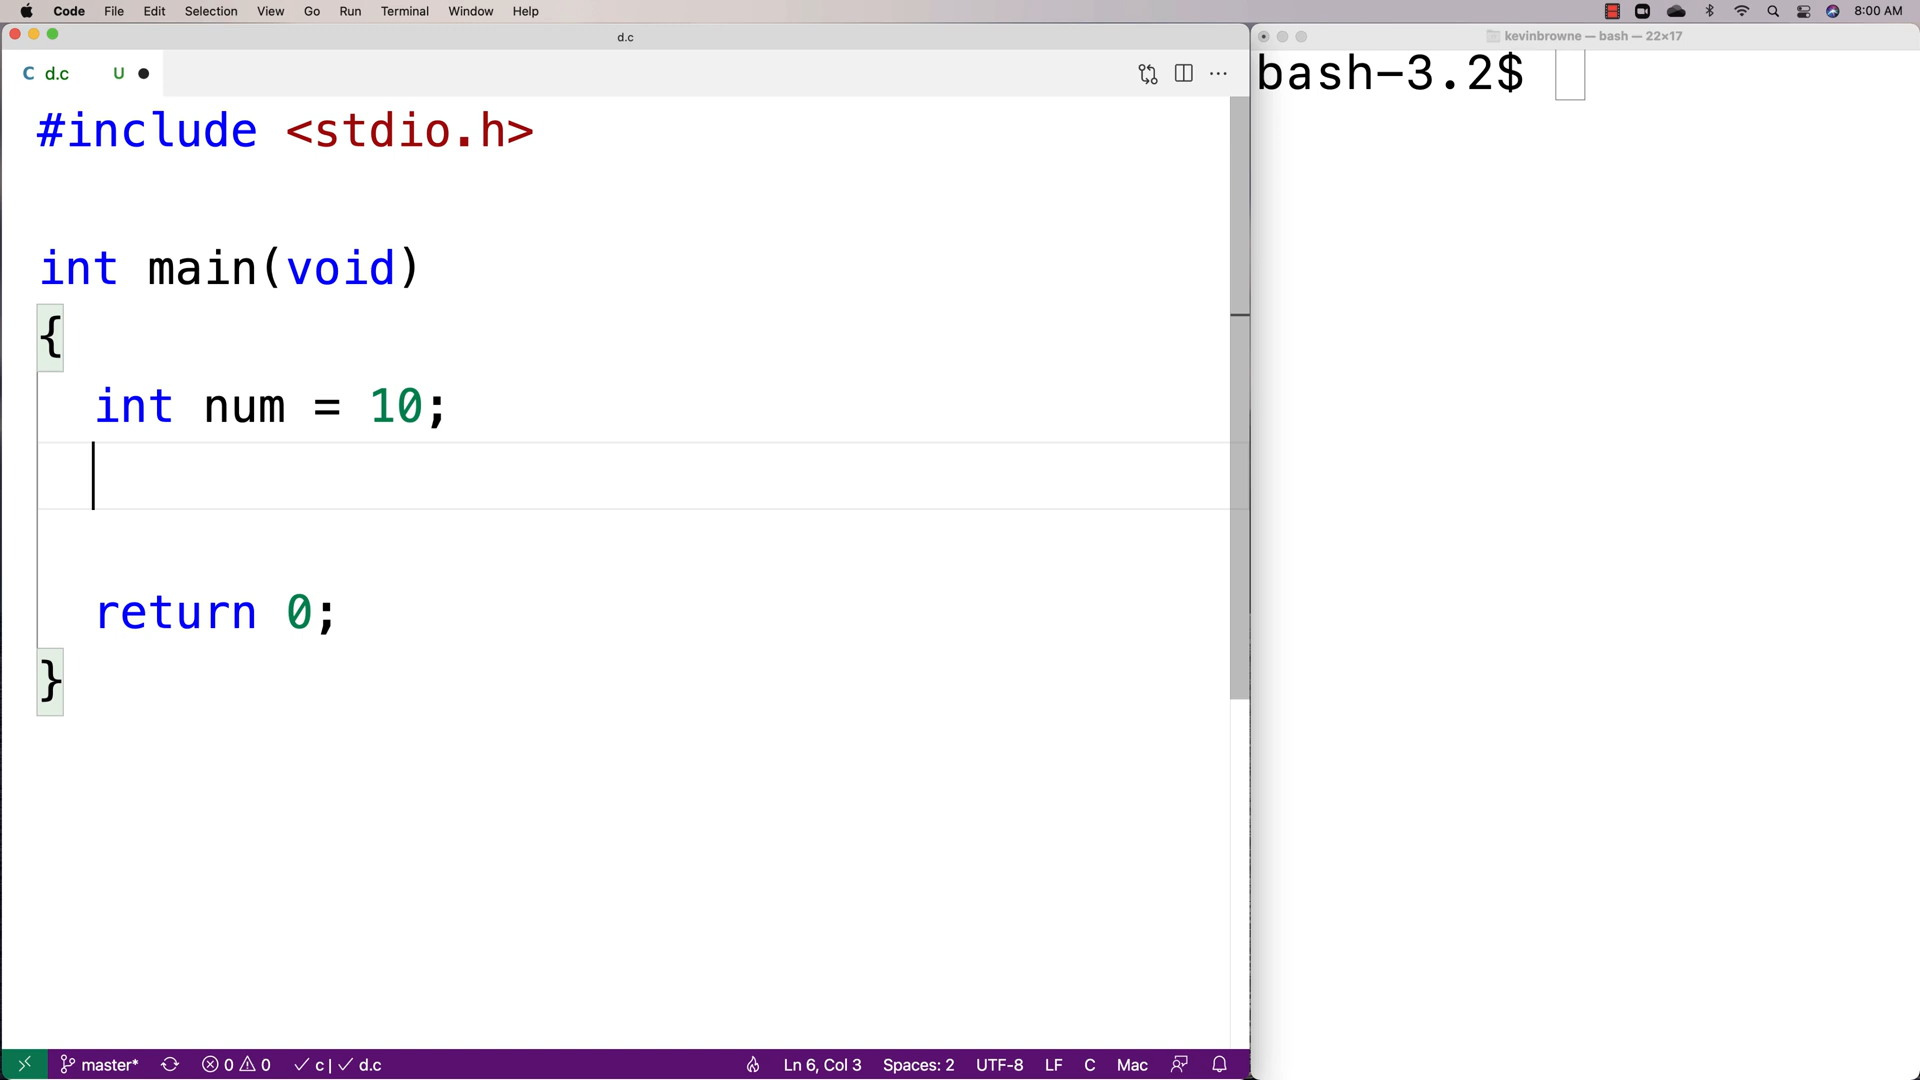 Code File Edit Selection View Go Run Terminal Window Help 8:00 AM
d.c
kevinbrowne — bash — 22×17
C d.c U
bash-3.2$
#include <stdio.h>
int main(void)
{
int num = 10;
return 0;
}
master* 0 0 c | d.c Ln 6, Col 3 Spaces: 2 UTF-8 LF C Mac